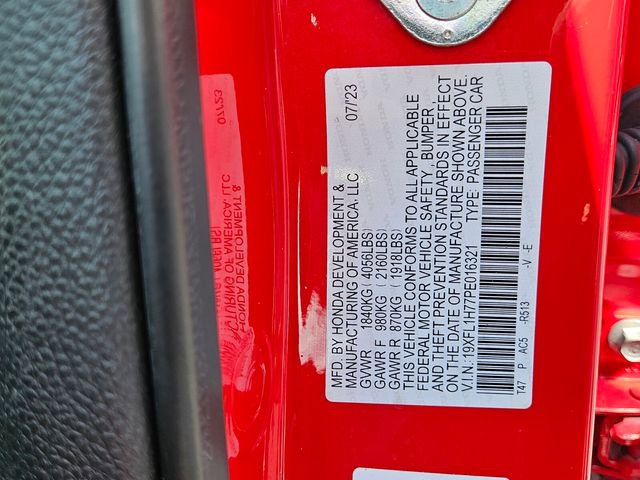 MFD. BY HONDA DEVELOPMENT &
MANUFACTURING OF AMERICA, LLC 07/'23
GVWR 1840KG ( 4056LBS)
GAWR F 980KG ( 2160LBS)
GAWR R 870KG ( 1918LBS)
THIS VEHICLE CONFORMS TO ALL APPLICABLE
FEDERAL MOTOR VEHICLE SAFETY , BUMPER,
AND THEFT PREVENTION STANDARDS IN EFFECT
ON THE DATE OF MANUFACTURE SHOWN ABOVE.
V.I.N.:19XFL1H77PE016321 TYPE: PASSENGER CAR
T47 P AC5 -R513 -V -E